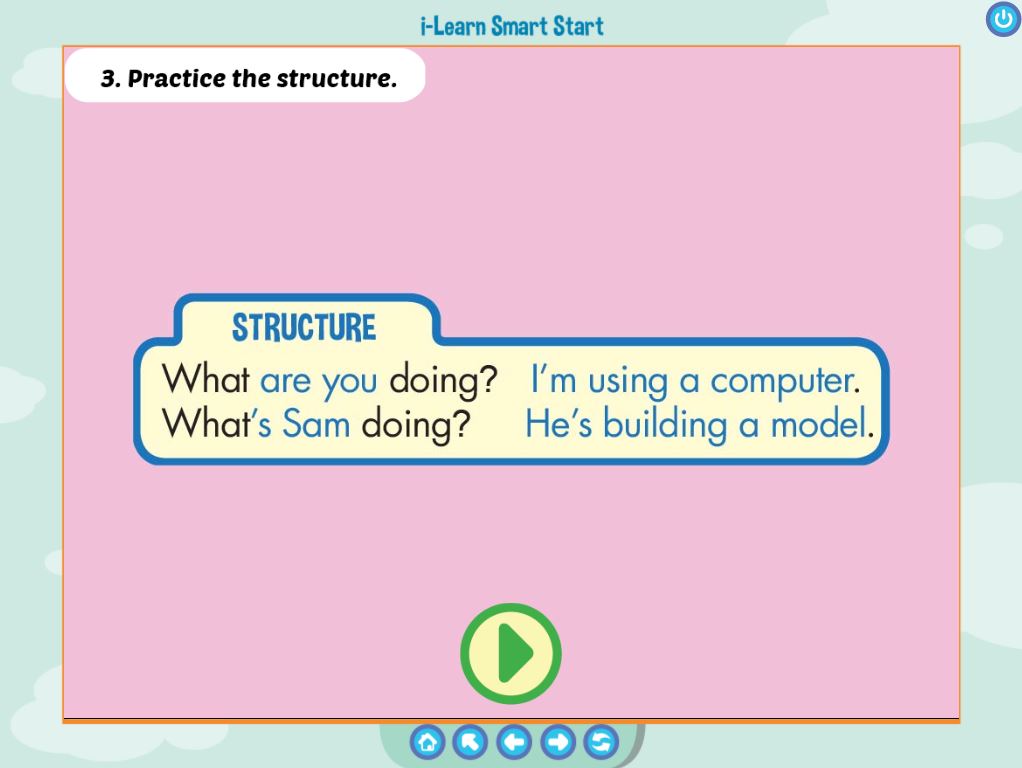 i-Learn Smart Start
3. Practice the structure.
STRUCTURE
What are you doing? I'm using a computer.
What's Sam doing? He's building a model.